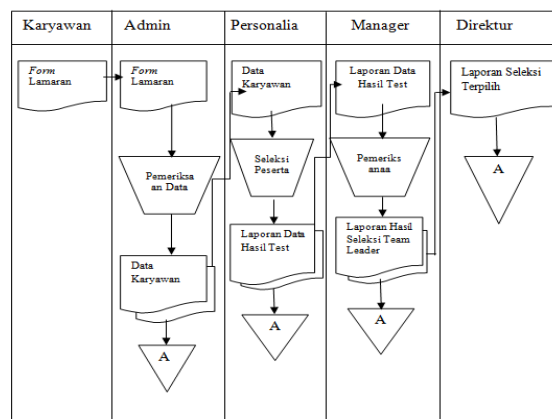 Karyawan
Admin
Personalia
Manager
Direktur
Form
Lamaran
Form
Lamaran
Pemeriksa
an Data
Data
Karyawan
A
Data
Karyawan
Seleksi
Peserta
Laporan Data
Hasil Test
A
Laporan Data
Hasil Test
Pemeriks
anaa
Laporan Hasil
Seleksi Team
Leader
A
Laporan Seleksi
Terpilih
A